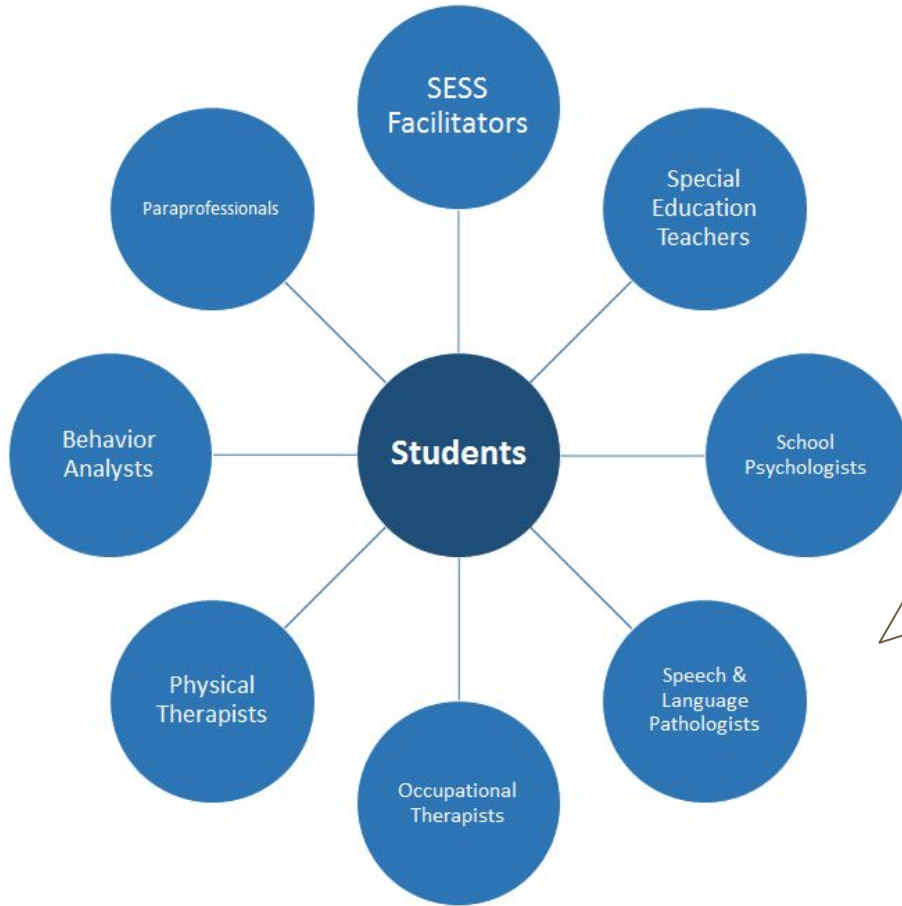 SESS
Facilitators
Special
Education
Teachers
School
Psychologists
Speech &
Language
Pathologists
Occupational
Therapists
Physical
Therapists
Behavior
Analysts
Paraprofessionals
Students